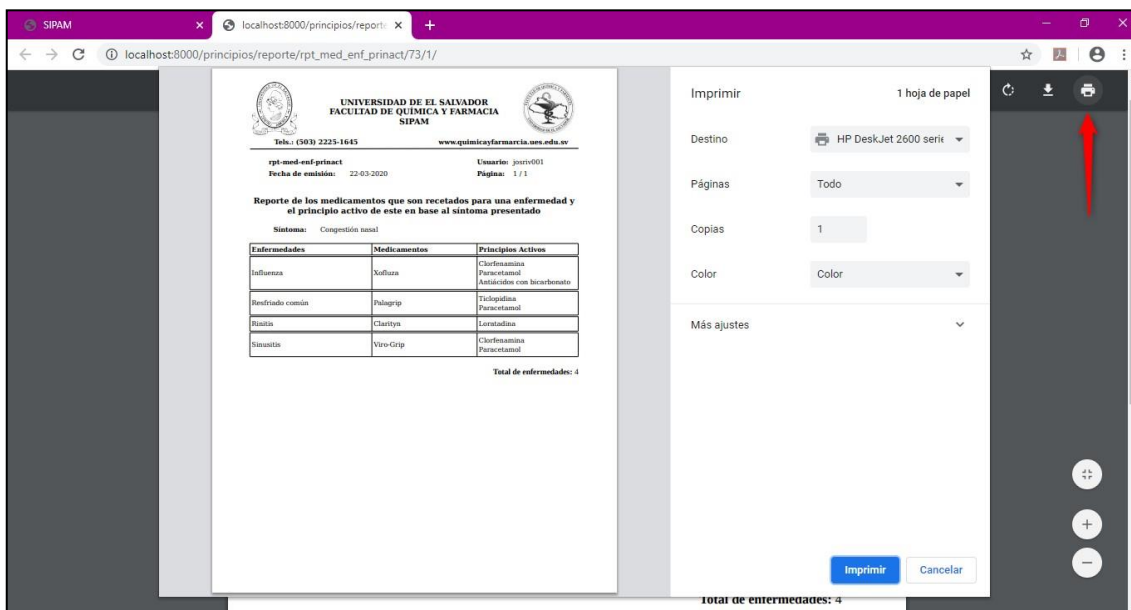 SIPAM
localhost:8000/principios/reporte
localhost:8000/principios/reporte/rpt_med_enf_prinact/73/1/
UNIVERSIDAD DE EL SALVADOR
FACULTAD DE QUÍMICA Y FARMACIA
SIPAM
Tels.: (503) 2225-1645 www.quimicayfarmarcia.ues.edu.sv
rpt-med-enf-prinact Usuario: josriv001
Fecha de emisión: 22-03-2020 Página: 1 / 1
Reporte de los medicamentos que son recetados para una enfermedad y
el principio activo de este en base al síntoma presentado
Síntoma: Congestión nasal
Enfermedades Medicamentos Principios Activos
Influenza Xofluza Clorfenamina
Paracetamol
Antiácidos con bicarbonato
Resfriado común Palagrip Ticlopidina
Paracetamol
Rinitis Clarityn Loratadina
Sinusitis Viro-Grip Clorfenamina
Paracetamol
Total de enfermedades: 4
Imprimir 1 hoja de papel
Destino HP DeskJet 2600 serie
Páginas Todo
Copias 1
Color Color
Más ajustes
Imprimir Cancelar
Total de enfermedades: 4